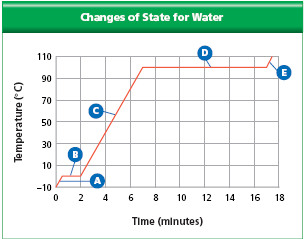 Changes of State for Water
Temperature (°C)
110
90
70
50
30
10
−10
0 2 4 6 8 10 12 14 16 18
Time (minutes)
A
B
C
D
E